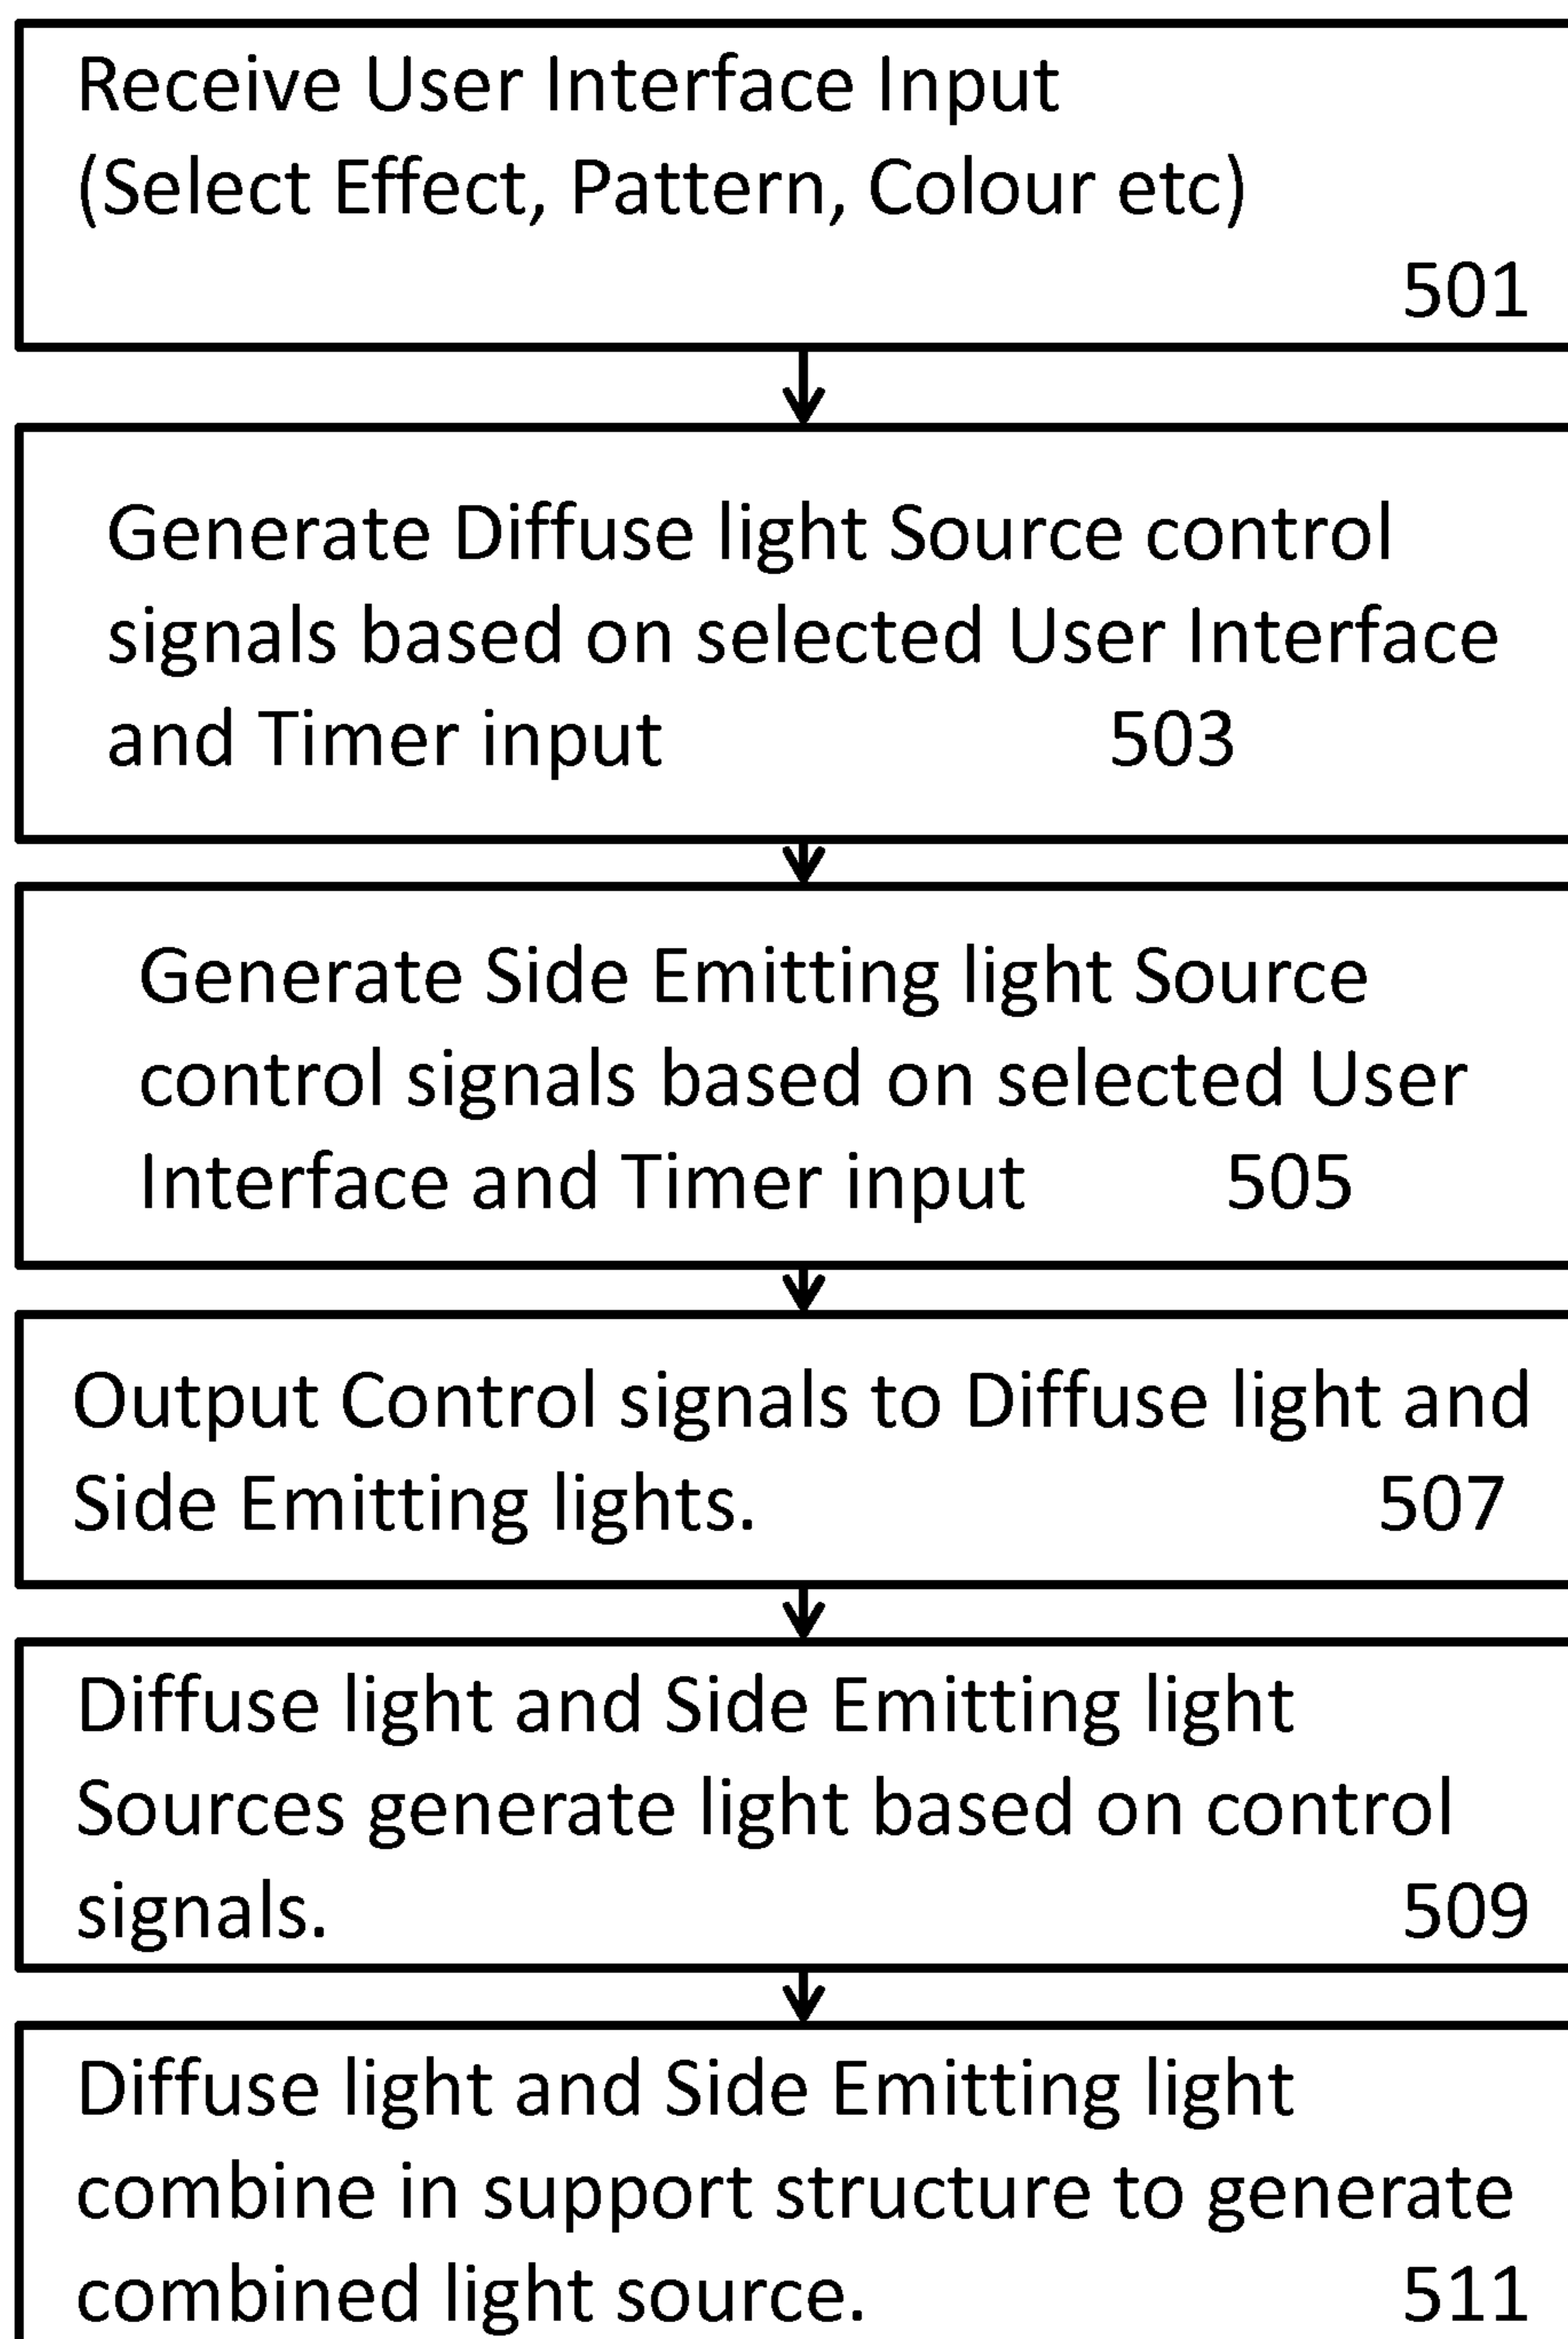 Receive User Interface Input
(Select Effect, Pattern, Colour etc)
501
Generate Diffuse light Source control
signals based on selected User Interface
and Timer input 503
Generate Side Emitting light Source
control signals based on selected User
Interface and Timer input 505
Output Control signals to Diffuse light and
Side Emitting lights. 507
Diffuse light and Side Emitting light
Sources generate light based on control
signals. 509
Diffuse light and Side Emitting light
combine in support structure to generate
combined light source. 511